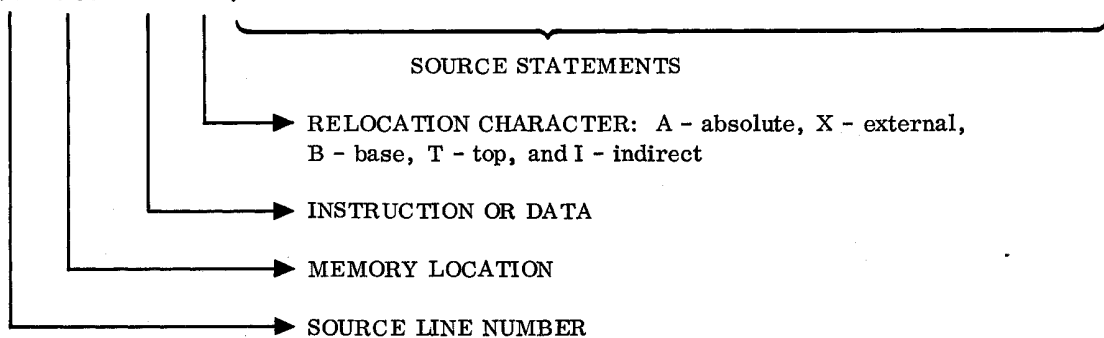 SOURCE STATEMENTS
RELOCATION CHARACTER: A - absolute, X - external,
B - base, T - top, and I - indirect
INSTRUCTION OR DATA
MEMORY LOCATION
SOURCE LINE NUMBER